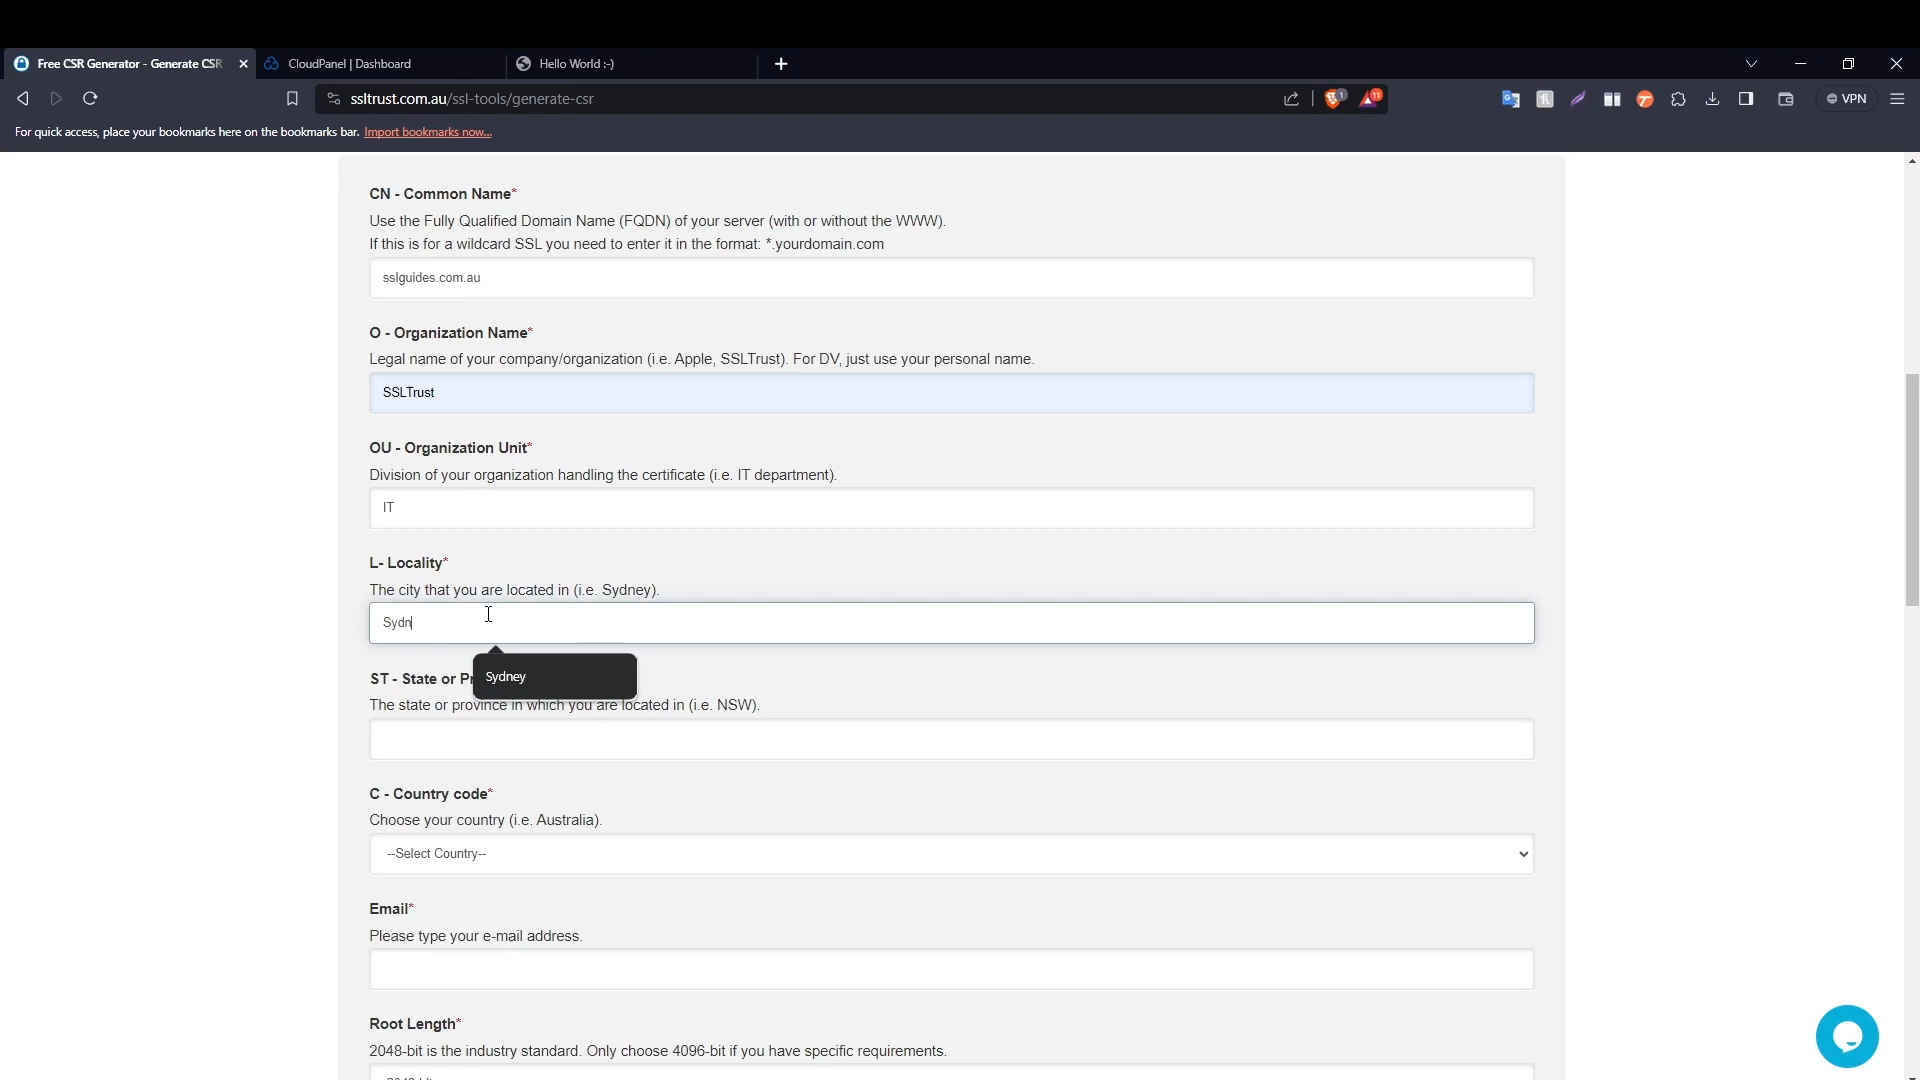 Free CSR Generator - Generate CSR
CloudPanel | Dashboard
Hello World :-)
ssltrust.com.au/ssl-tools/generate-csr
1
11
VPN
For quick access, place your bookmarks here on the bookmarks bar. Import bookmarks now...
CN - Common Name*
Use the Fully Qualified Domain Name (FQDN) of your server (with or without the WWW).
If this is for a wildcard SSL you need to enter it in the format: *.yourdomain.com
sslguides.com.au
O - Organization Name*
Legal name of your company/organization (i.e. Apple, SSLTrust). For DV, just use your personal name.
SSLTrust
OU - Organization Unit*
Division of your organization handling the certificate (i.e. IT department).
IT
L- Locality*
The city that you are located in (i.e. Sydney).
Sydn
Sydney
ST - State or Pr
The state or province in which you are located in (i.e. NSW).
C - Country code*
Choose your country (i.e. Australia).
--Select Country--
Email*
Please type your e-mail address.
Root Length*
2048-bit is the industry standard. Only choose 4096-bit if you have specific requirements.